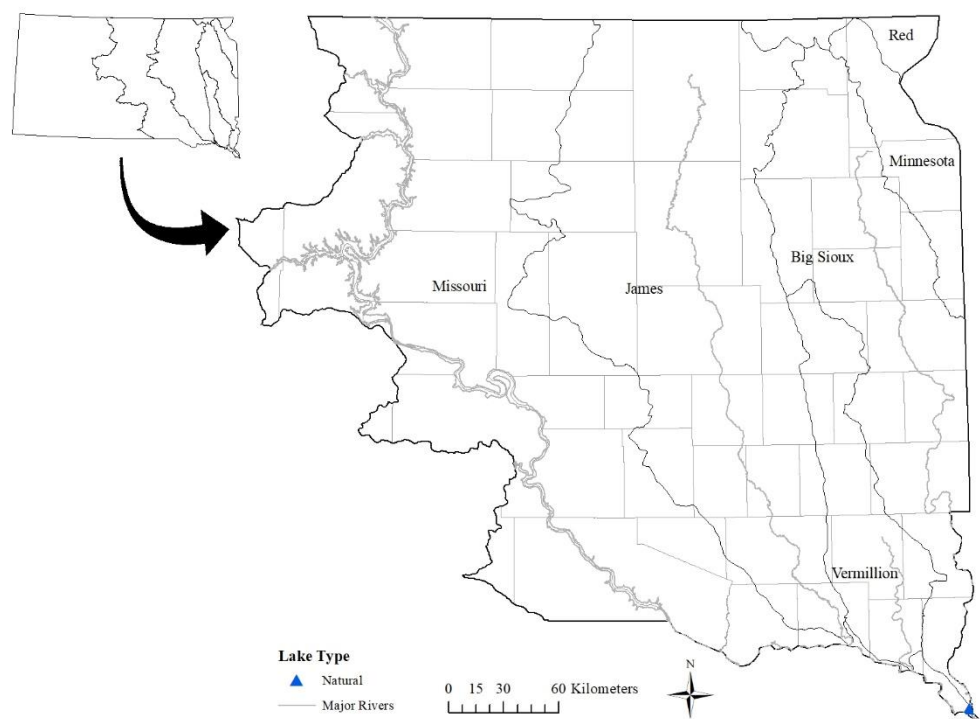 Red
Minnesota
Big Sioux
Missouri
James
Vermillion
Lake Type
Natural
Major Rivers
0 15 30 60 Kilometers
N